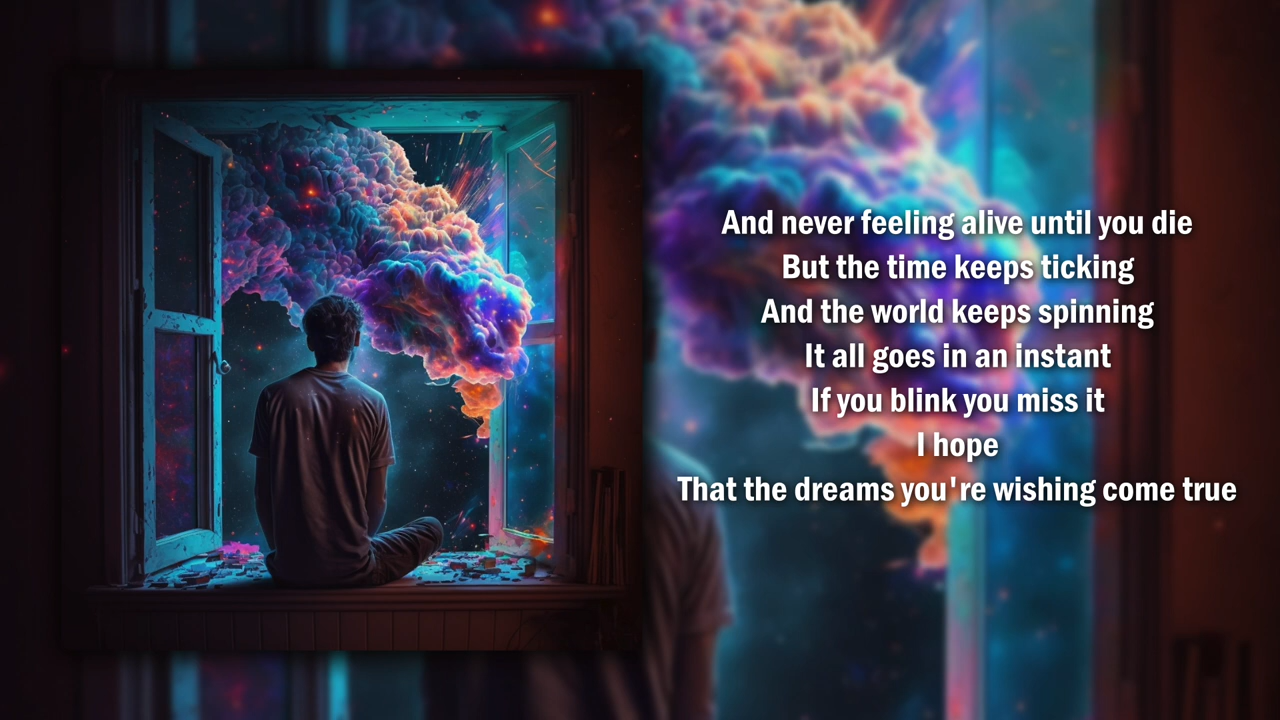 And never feeling alive until you die
But the time keeps ticking
And the world keeps spinning
It all goes in an instant
If you blink you miss it
I hope
That the dreams you're wishing come true